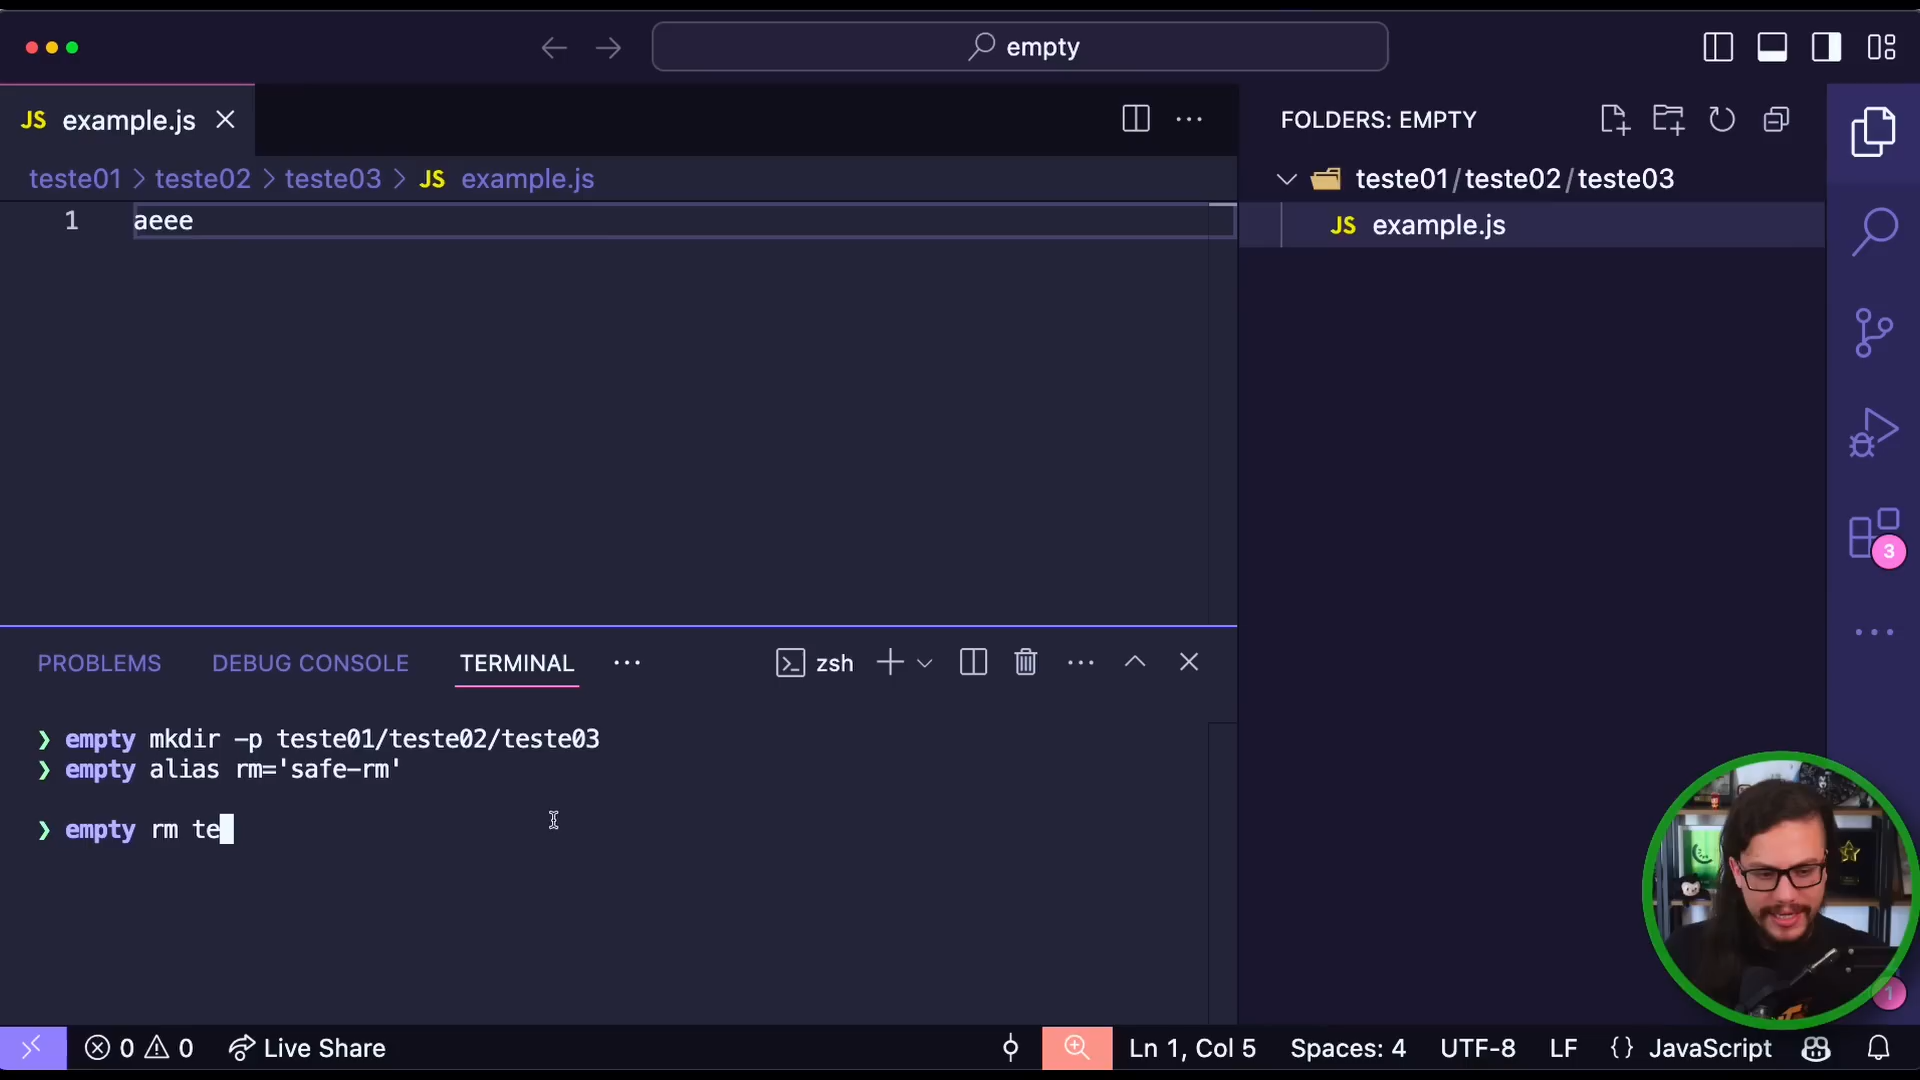 empty
JS example.js
teste01 > teste02 > teste03 > JS example.js
1 aeee
FOLDERS: EMPTY
teste01/teste02/teste03
JS example.js
3
PROBLEMS DEBUG CONSOLE TERMINAL ··· zsh
❯ empty mkdir -p teste01/teste02/teste03
❯ empty alias rm='safe-rm'
❯ empty rm te
1
0 0 Live Share Ln 1, Col 5 Spaces: 4 UTF-8 LF {} JavaScript